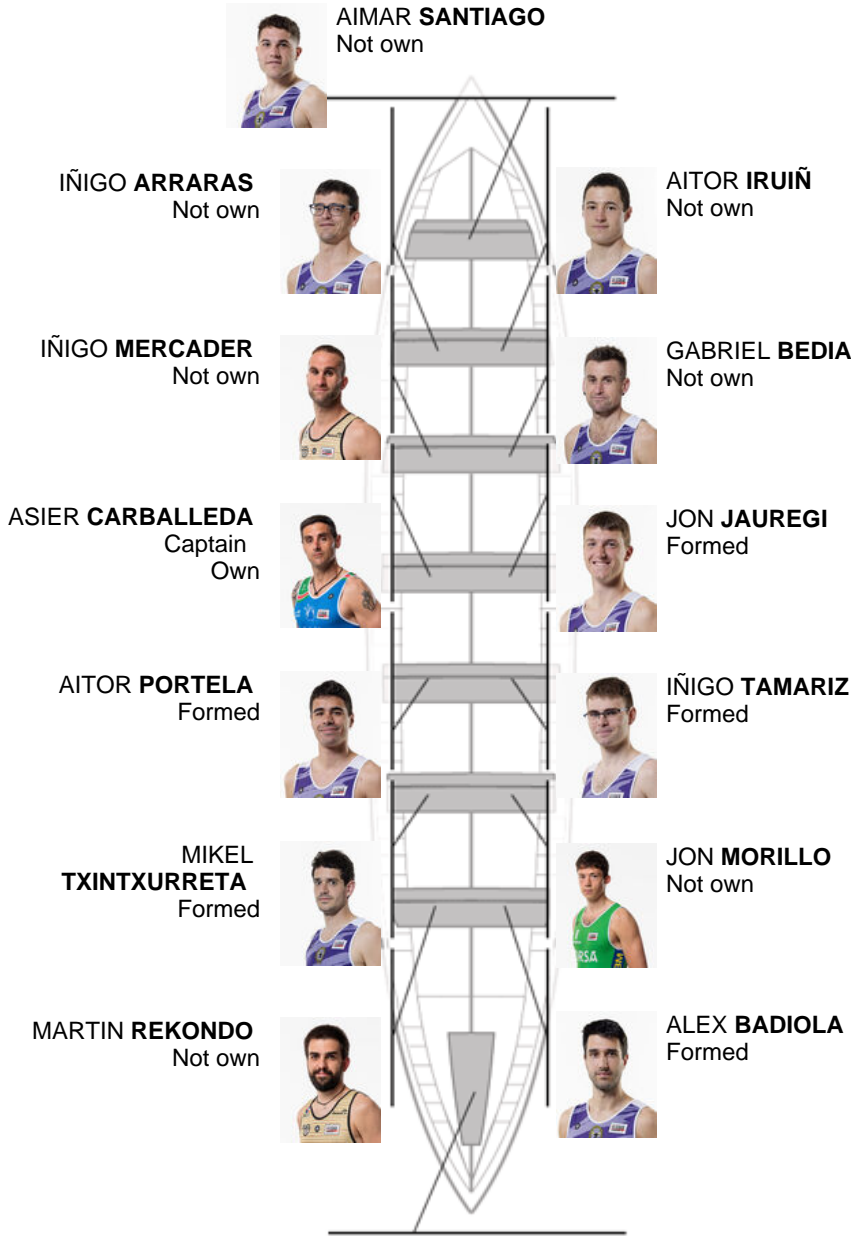 AIMAR SANTIAGO
Not own
IÑIGO ARRARAS
Not own
AITOR IRUIÑ
Not own
IÑIGO MERCADER
Not own
GABRIEL BEDIA
Not own
ASIER CARBALLEDA
Captain
Own
JON JAUREGI
Formed
AITOR PORTELA
Formed
IÑIGO TAMARIZ
Formed
MIKEL
TXINTXURRETA
Formed
JON MORILLO
Not own
MARTIN REKONDO
Not own
ALEX BADIOLA
Formed